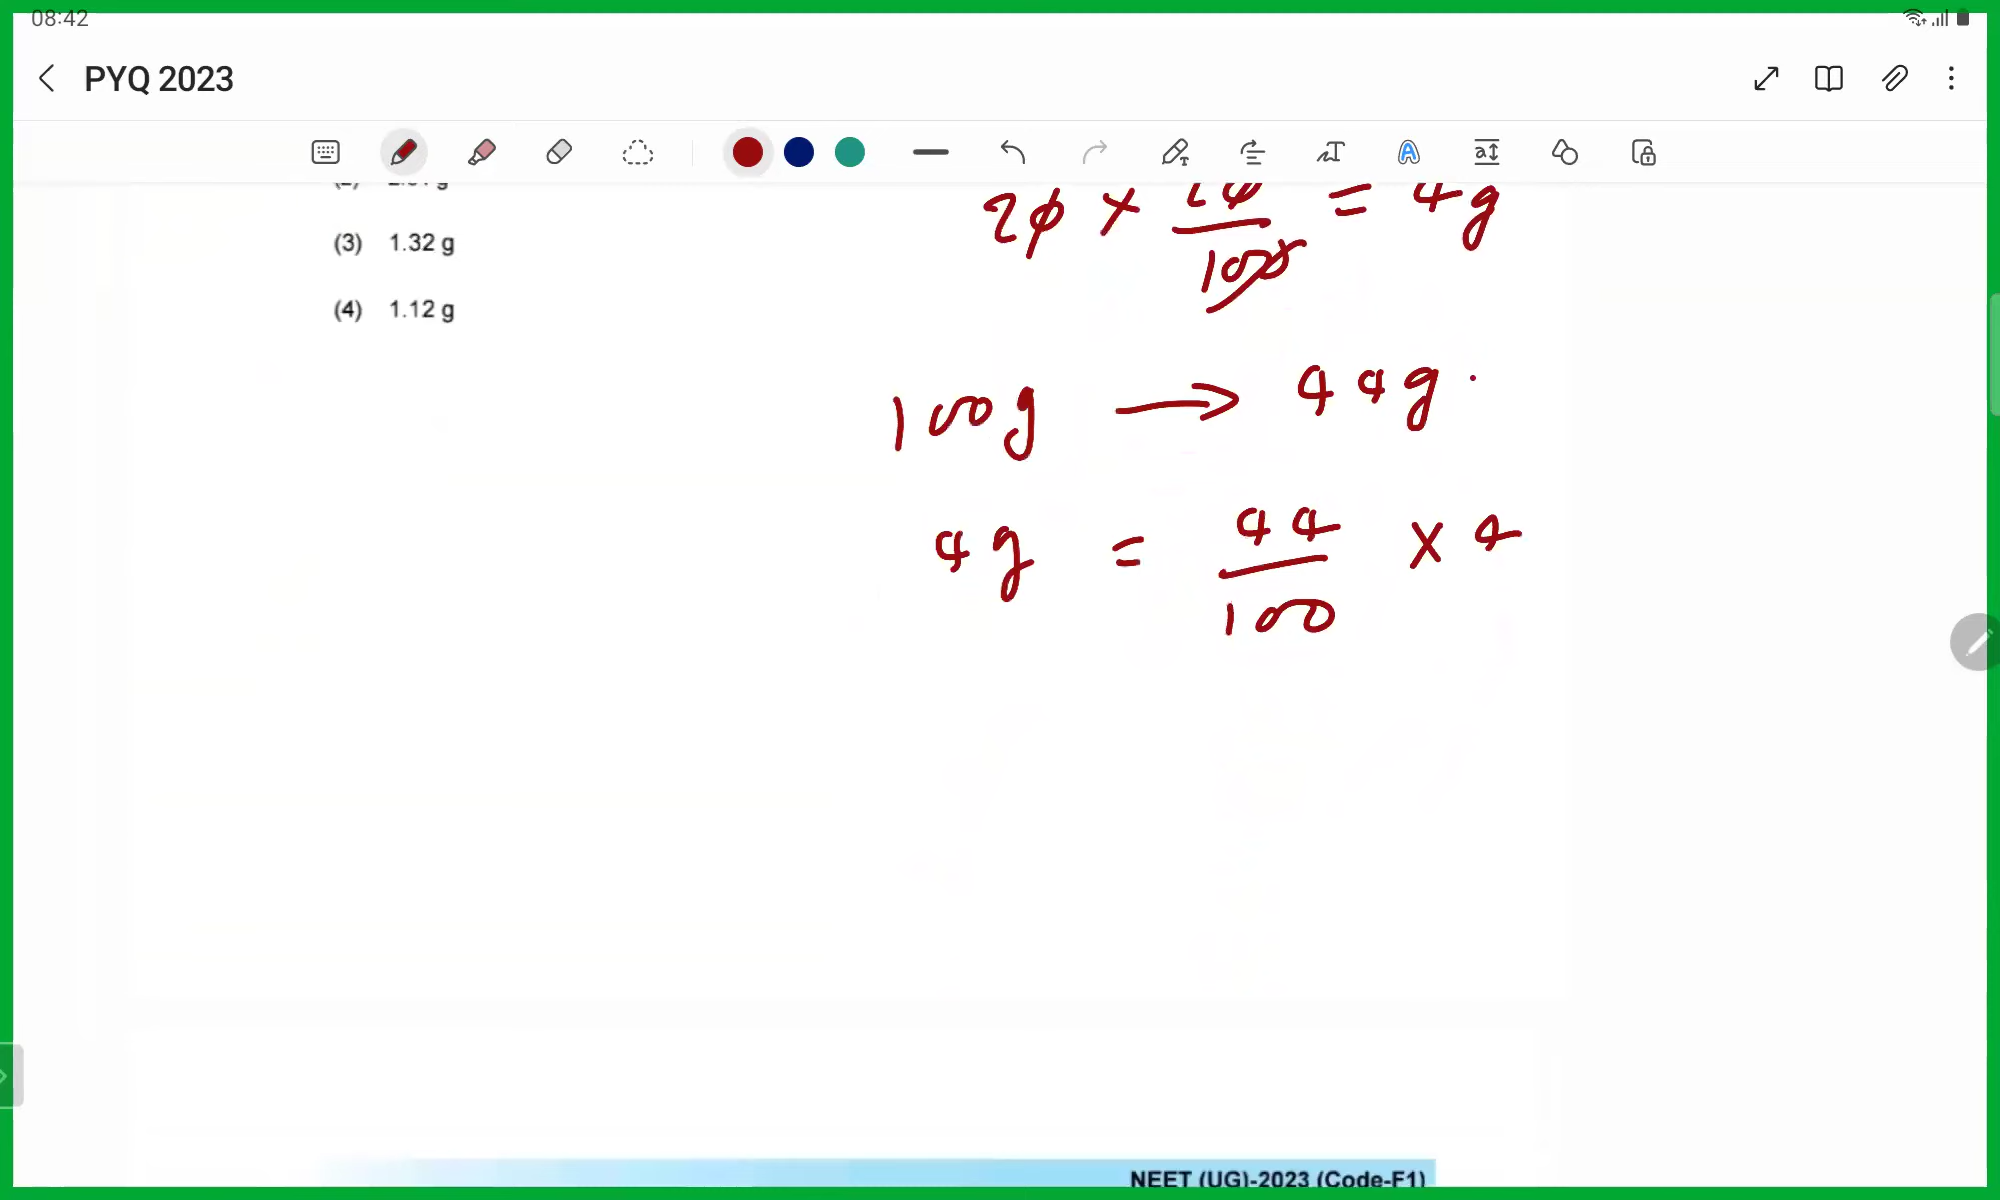 08:42
PYQ 2023
(3) 1.32 g
(4) 1.12 g
20 × 20/100 = 4g
100g → 44g
4g = 44/100 × 4
NEET (UG)-2023 (Code-F1)